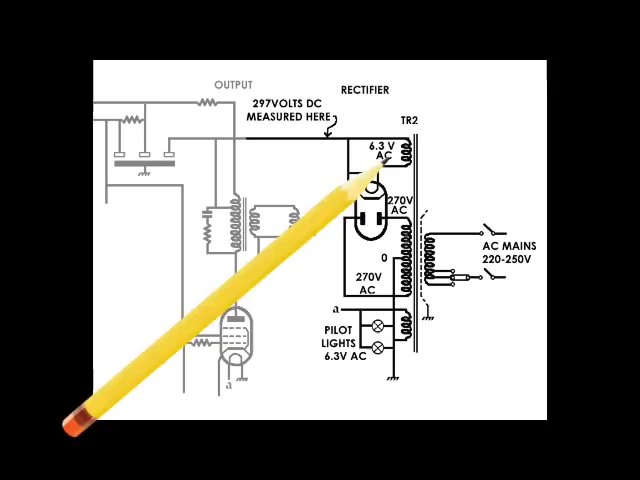 OUTPUT
RECTIFIER
297VOLTS DC
MEASURED HERE
TR2
6.3 V
AC
270V
AC
0
AC MAINS
220-250V
270V
AC
a
PILOT
LIGHTS
6.3V AC
a